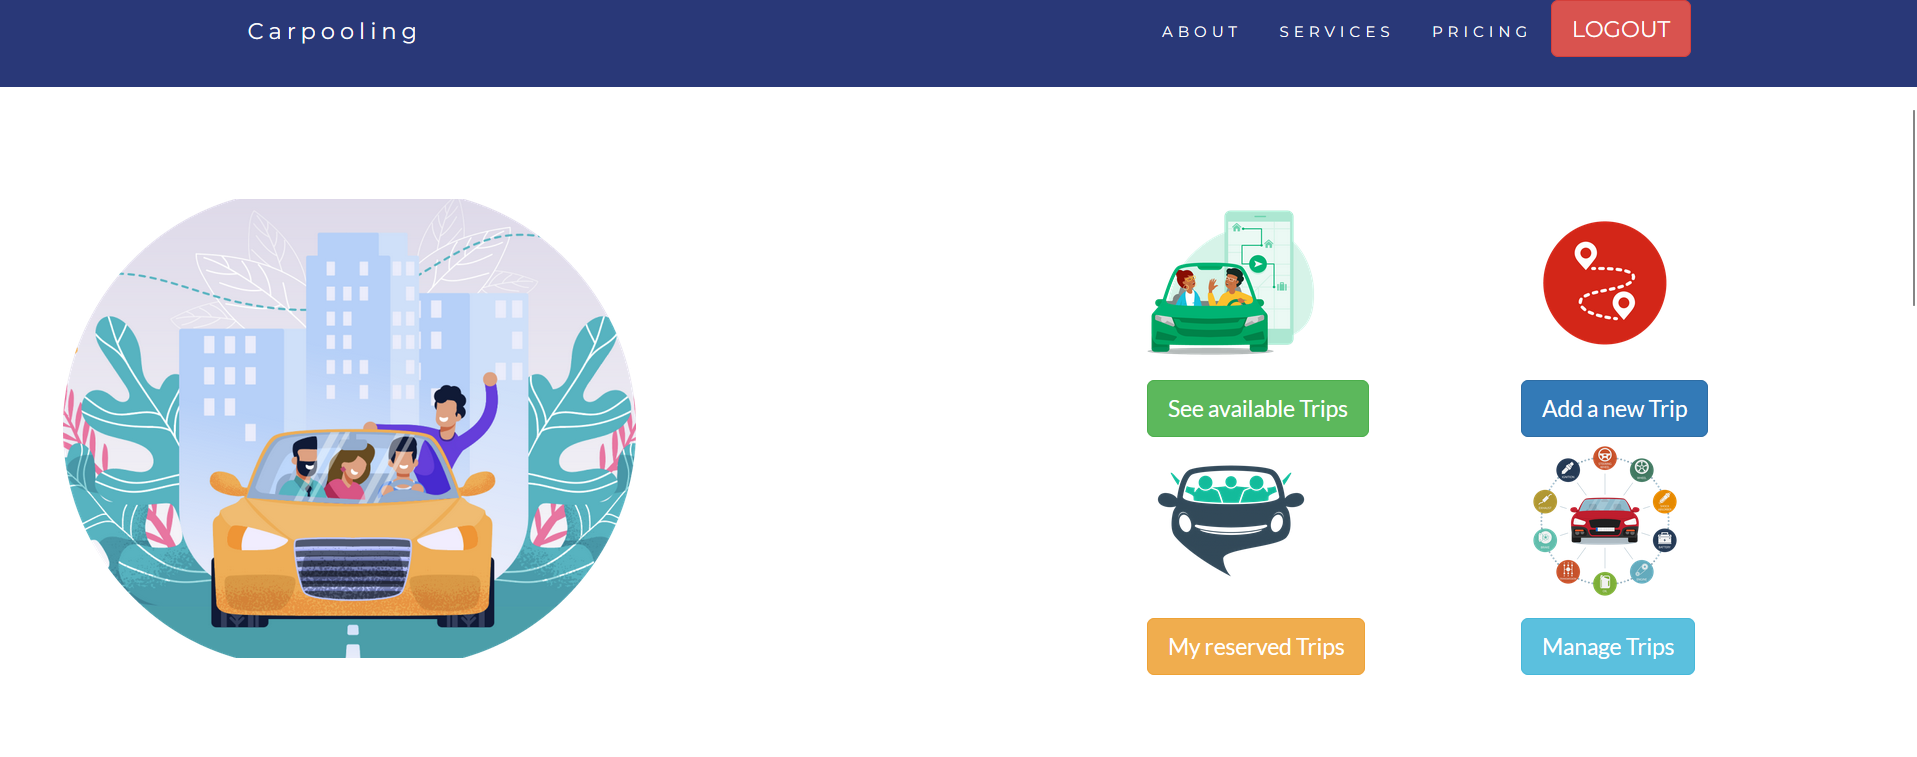 Carpooling
ABOUT SERVICES PRICING LOGOUT
See available Trips
Add a new Trip
My reserved Trips
Manage Trips